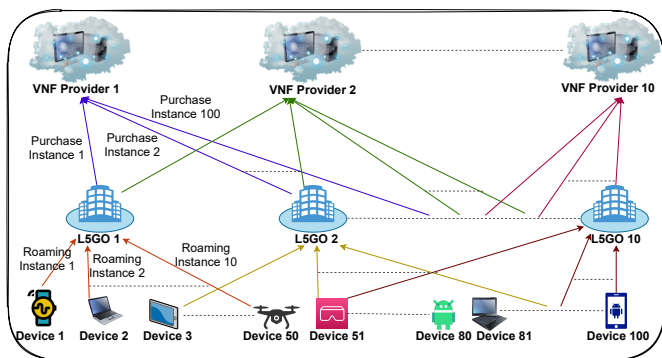 VNF Provider 1
VNF Provider 2
VNF Provider 10
Purchase
Instance 100
Purchase
Instance 1
Purchase
Instance 2
L5GO 1
L5GO 2
L5GO 10
Roaming
Instance 1
Roaming
Instance 2
Roaming
Instance 10
Device 1
Device 2
Device 3
Device 50
Device 51
Device 80
Device 81
Device 100